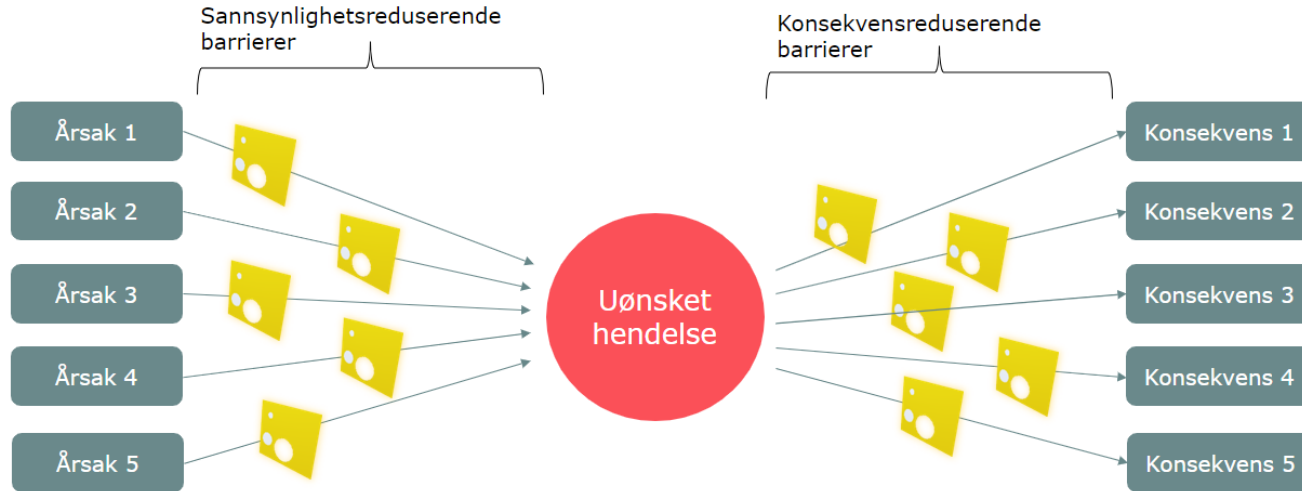 Sannsynlighetsreduserende
barrierer
Konsekvensreduserende
barrierer
Årsak 1
Årsak 2
Årsak 3
Årsak 4
Årsak 5
Uønsket
hendelse
Konsekvens 1
Konsekvens 2
Konsekvens 3
Konsekvens 4
Konsekvens 5